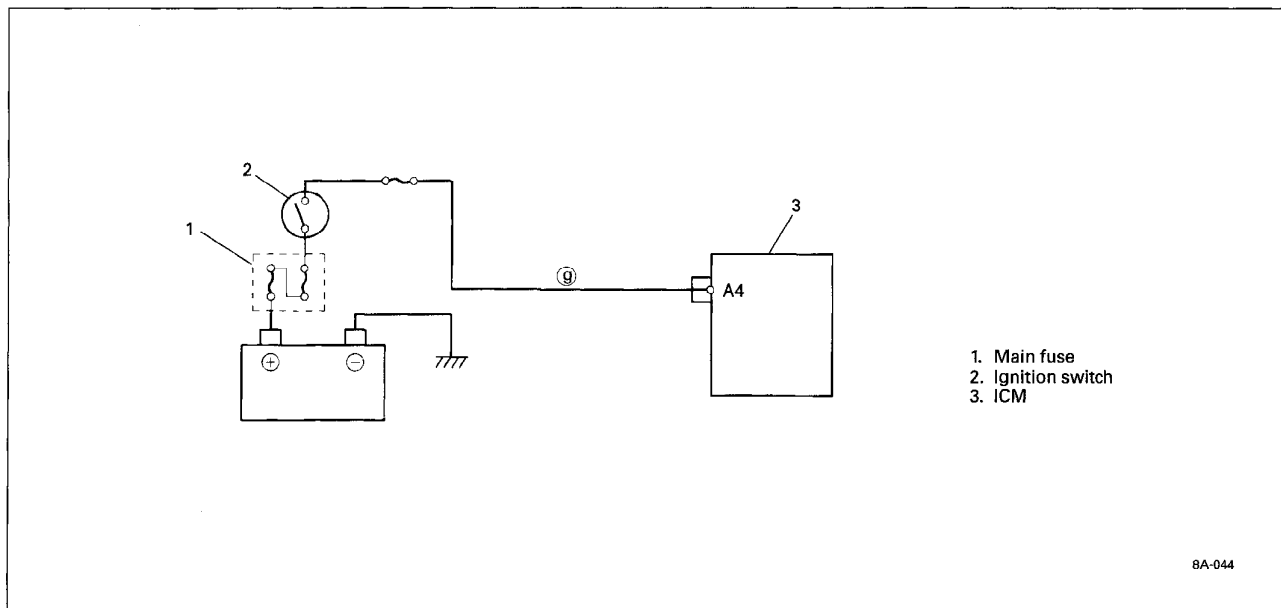 2
1
3
g
A4
+
−
1. Main fuse
2. Ignition switch
3. ICM
8A-044